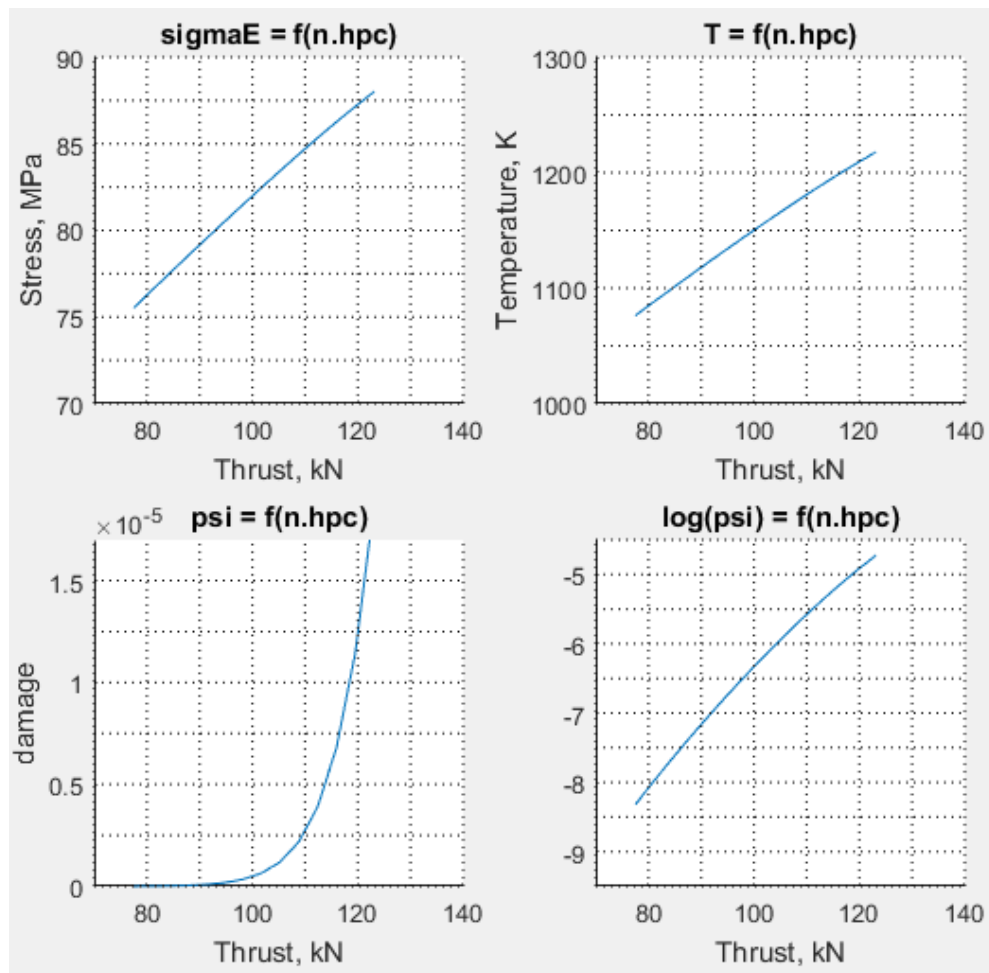 sigmaE = f(n.hpc)
90
85
80
75
70
Stress, MPa
80 100 120 140
Thrust, kN
T = f(n.hpc)
1300
1200
1100
1000
Temperature, K
80 100 120 140
Thrust, kN
×10⁻⁵ psi = f(n.hpc)
1.5
1
0.5
0
damage
80 100 120 140
Thrust, kN
log(psi) = f(n.hpc)
-5
-6
-7
-8
-9
80 100 120 140
Thrust, kN